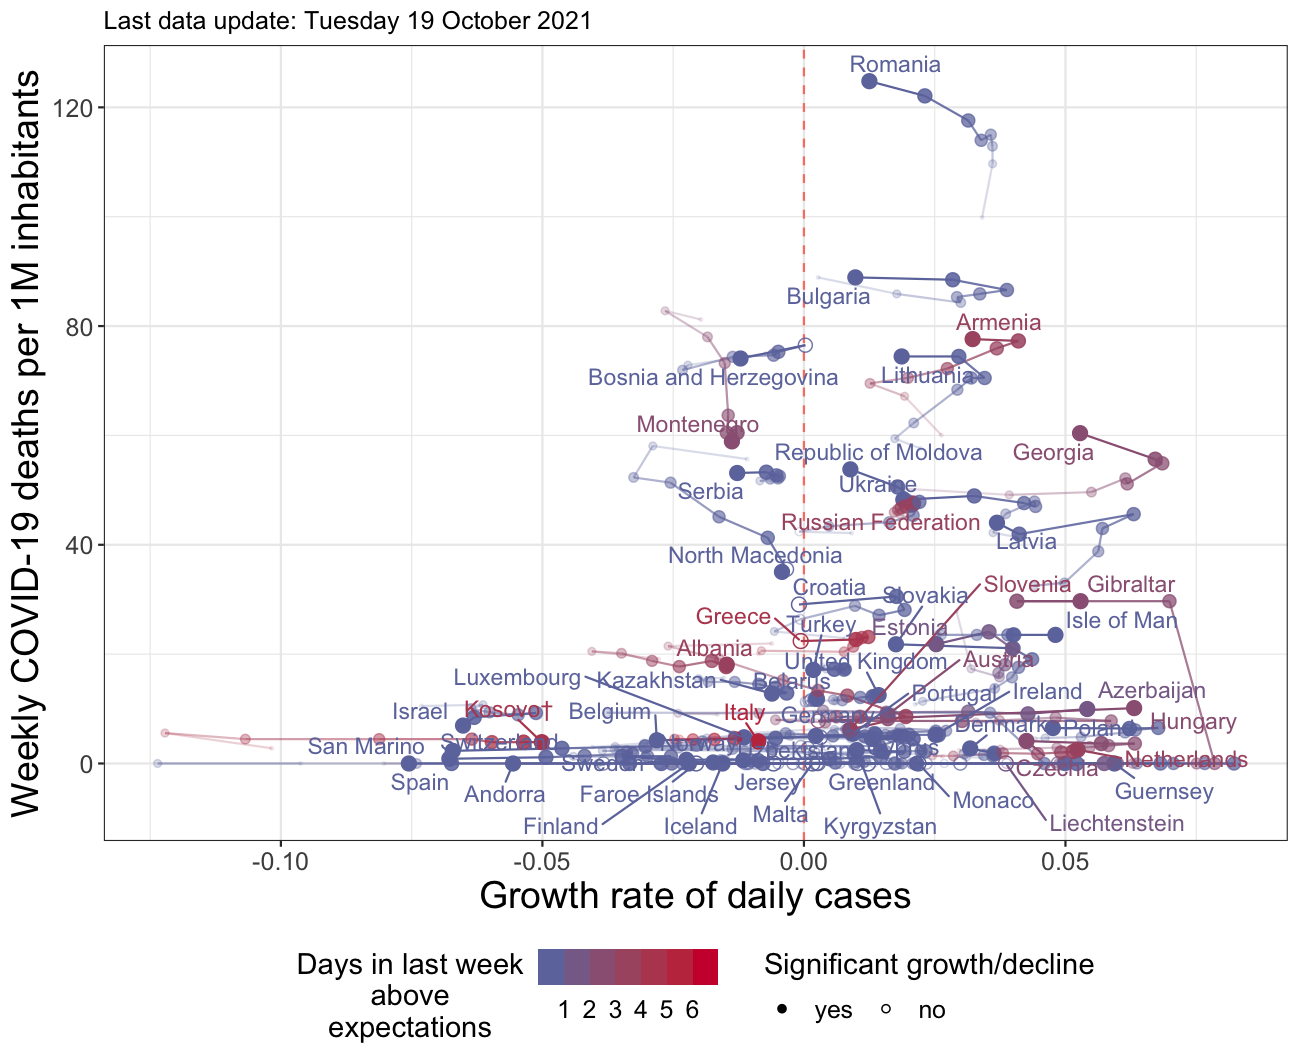 Last data update: Tuesday 19 October 2021
Weekly COVID-19 deaths per 1M inhabitants
120
80
40
0
Romania
Bulgaria
Armenia
Bosnia and Herzegovina
Lithuania
Montenegro
Republic of Moldova
Georgia
Serbia
Ukraine
Russian Federation
Latvia
North Macedonia
Croatia
Slovakia
Slovenia
Gibraltar
Greece
Turkey
Estonia
Isle of Man
Albania
United Kingdom
Austria
Luxembourg
Kazakhstan
Belarus
Portugal
Ireland
Azerbaijan
Israel
Kosovo†
Belgium
Italy
Germany
Denmark
Poland
Hungary
San Marino
Switzerland
Norway
Sweden
Czechia
Netherlands
Spain
Andorra
Faroe Islands
Jersey
Greenland
Monaco
Guernsey
Finland
Iceland
Malta
Kyrgyzstan
Liechtenstein
-0.10
-0.05
0.00
0.05
Growth rate of daily cases
Days in last week
above
expectations
1 2 3 4 5 6
Significant growth/decline
yes
no